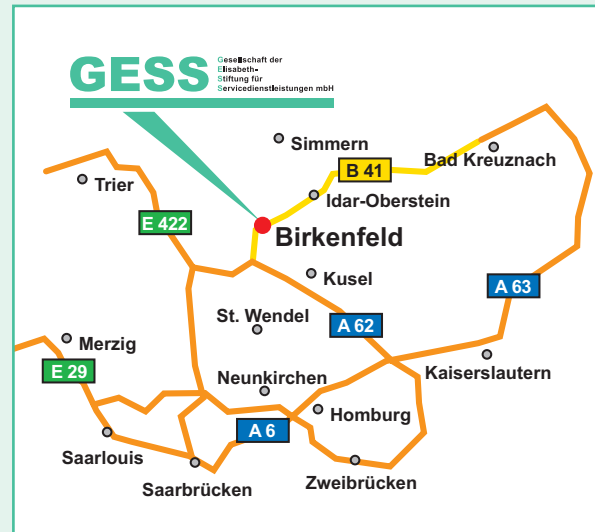 GESS
Gesellschaft der
Elisabeth-
Stiftung für
Servicedienstleistungen mbH
Simmern
B 41
Bad Kreuznach
Trier
Idar-Oberstein
E 422
Birkenfeld
Kusel
A 63
St. Wendel
A 62
Merzig
Kaiserslautern
E 29
Neunkirchen
Homburg
A 6
Saarlouis
Saarbrücken
Zweibrücken